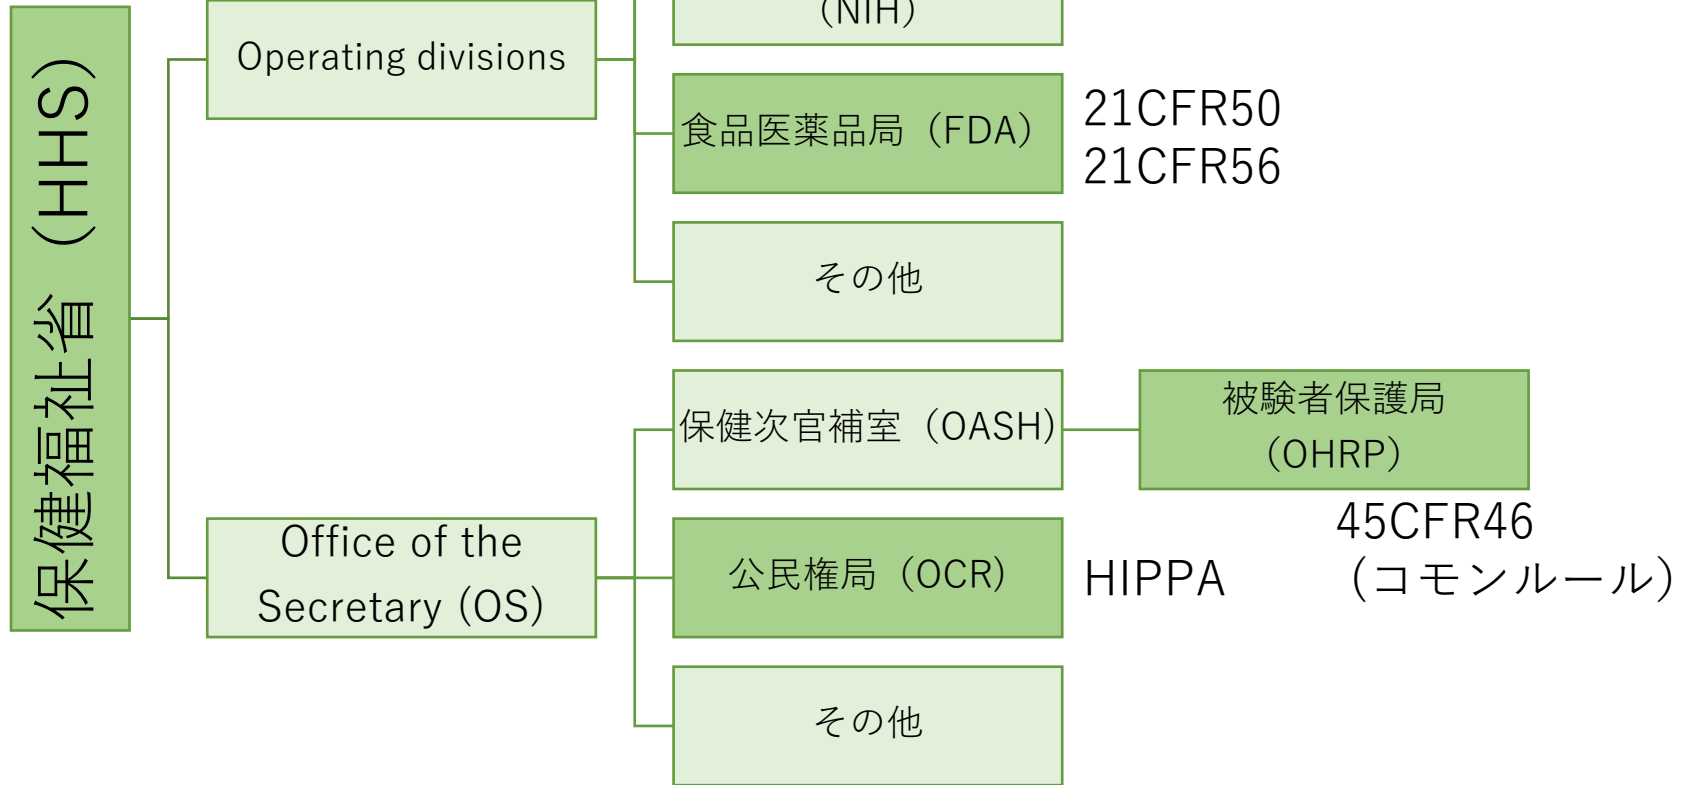 保健福祉省（HHS）
Operating divisions
（NIH）
食品医薬品局（FDA）
21CFR50
21CFR56
その他
Office of the
Secretary (OS)
保健次官補室（OASH）
被験者保護局
（OHRP）
45CFR46
（コモンルール）
公民権局（OCR）
HIPPA
その他